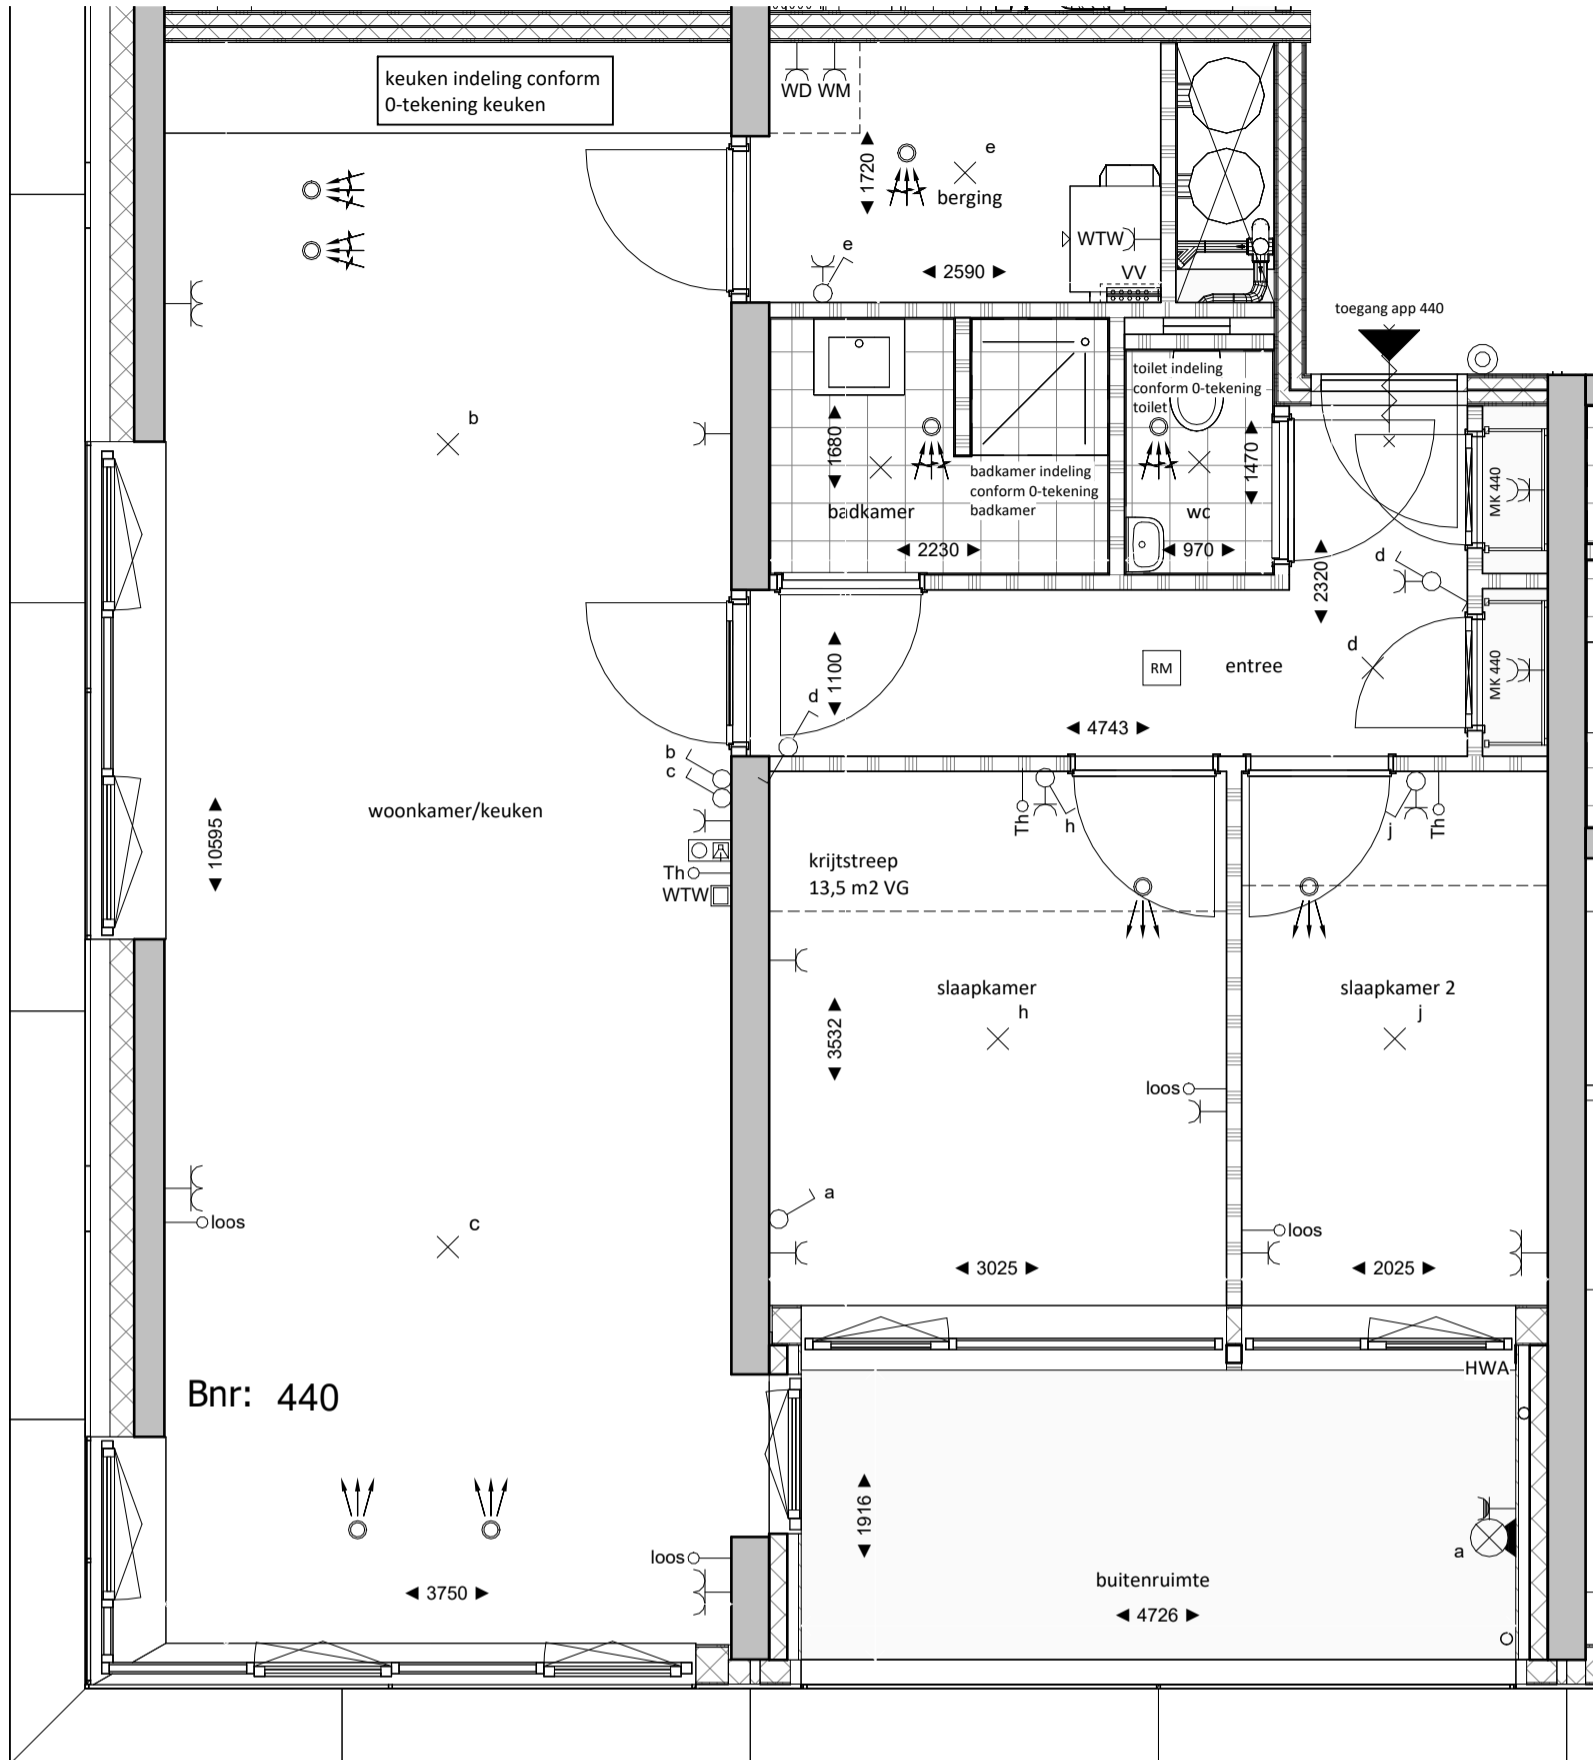 keuken indeling conform
0-tekening keuken
WD WM
1720
e
berging
WTW
e
2590
VV
toegang app 440
b
toilet indeling
conform 0-tekening
toilet
1680
1470
badkamer indeling
conform 0-tekening
badkamer
badkamer
wc
MK 440
2230
970
2320
d
1100
RM
entree
d
MK 440
d
4743
b
c
woonkamer/keuken
10595
Th
h
j
Th
krijtstreep
13,5 m2 VG
Th
WTW
slaapkamer
h
slaapkamer 2
j
3532
loos
a
loos
c
loos
3025
2025
Bnr: 440
HWA
1916
loos
a
buitenruimte
3750
4726